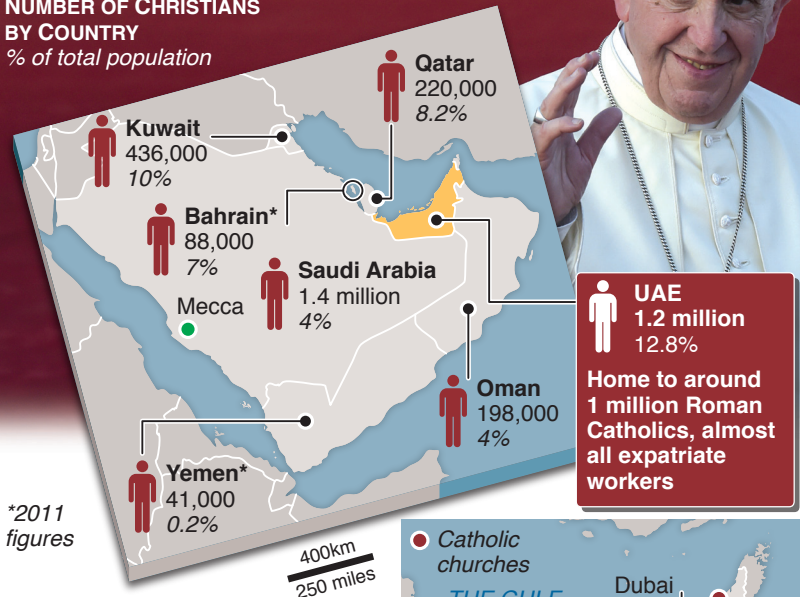 NUMBER OF CHRISTIANS
BY COUNTRY
% of total population
Qatar
220,000
8.2%
Kuwait
436,000
10%
Bahrain*
88,000
7%
Saudi Arabia
1.4 million
4%
Mecca
UAE
1.2 million
12.8%
Home to around
1 million Roman
Catholics, almost
all expatriate
workers
Oman
198,000
4%
Yemen*
41,000
0.2%
*2011
figures
400km
250 miles
Catholic
churches
THE GULF
Dubai